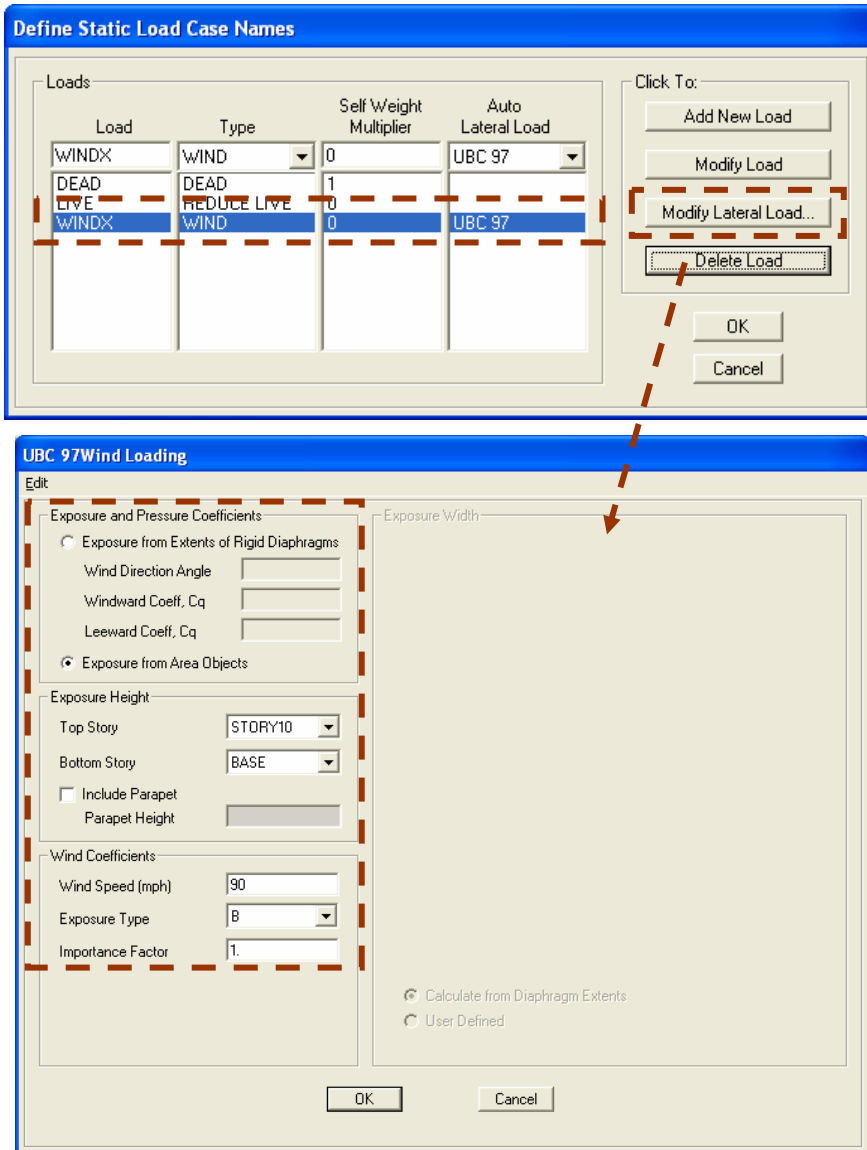 Define Static Load Case Names
Loads
Load Type Self Weight Multiplier Auto Lateral Load
WINDX WIND 0 UBC 97
DEAD DEAD 1
LIVE REDUCE LIVE 0
WINDX WIND 0 UBC 97
Click To:
Add New Load
Modify Load
Modify Lateral Load...
Delete Load
OK
Cancel
UBC 97Wind Loading
Edit
Exposure and Pressure Coefficients
Exposure from Extents of Rigid Diaphragms
Wind Direction Angle
Windward Coeff, Cq
Leeward Coeff, Cq
Exposure from Area Objects
Exposure Height
Top Story STORY10
Bottom Story BASE
Include Parapet
Parapet Height
Wind Coefficients
Wind Speed (mph) 90
Exposure Type B
Importance Factor 1.
Exposure Width
Calculate from Diaphragm Extents
User Defined
OK Cancel